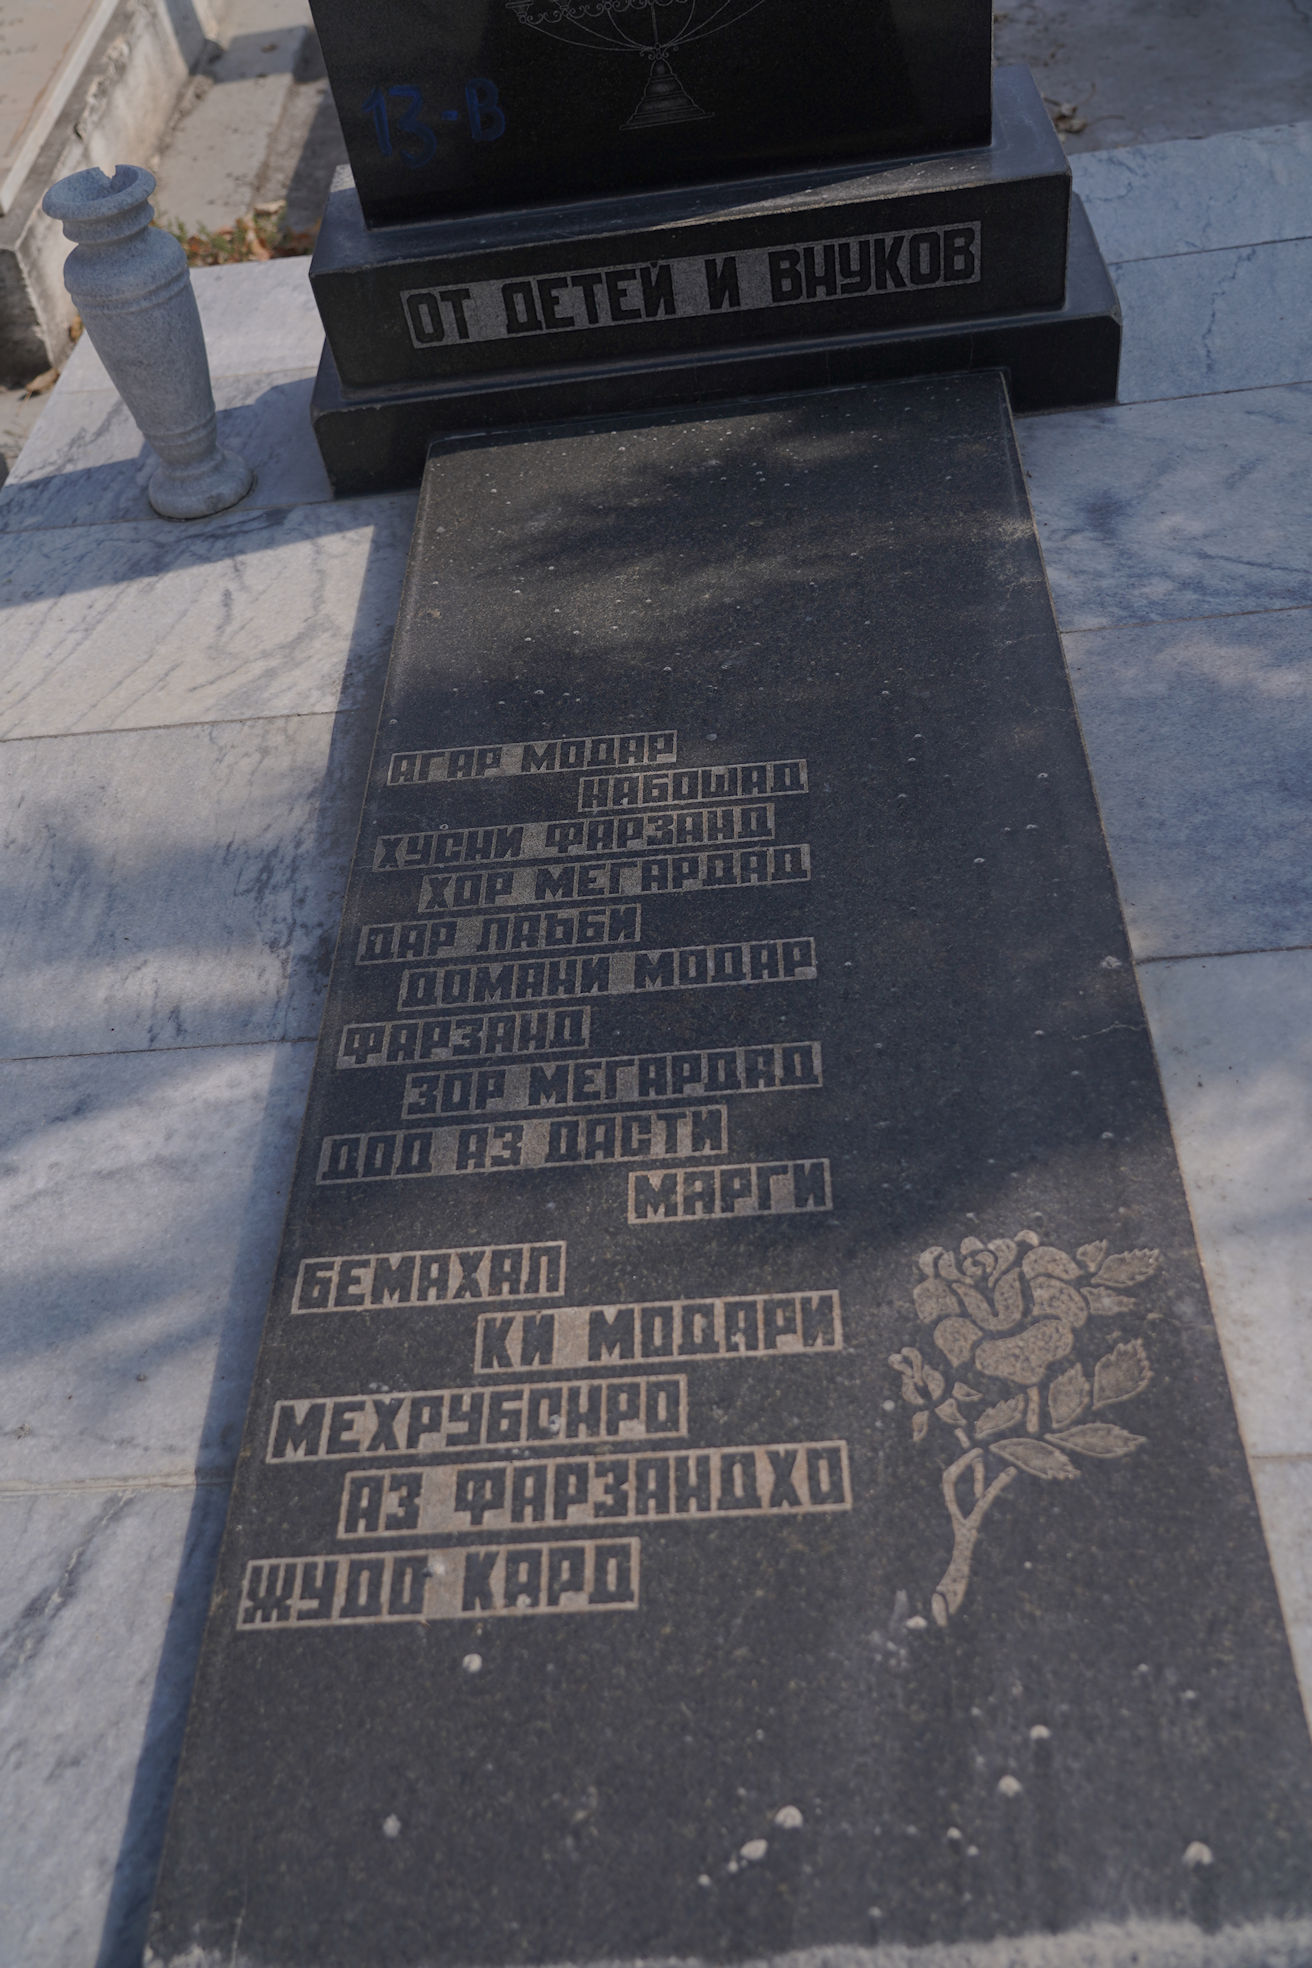 13-В
ОТ ДЕТЕЙ И ВНУКОВ
АГАР МОДАР
НАБОШАД
ХУСНИ ФАРЗАНД
ХОР МЕГАРДАД
ДАР ЛАЪБИ
ДОМАНИ МОДАР
ФАРЗАНД
ЗОР МЕГАРДАД
ДОД АЗ ДАСТИ
МАРГИ
БЕМАХАЛ
КИ МОДАРИ
МЕХРУБОНРО
АЗ ФАРЗАНДХО
ЖУДО КАРД